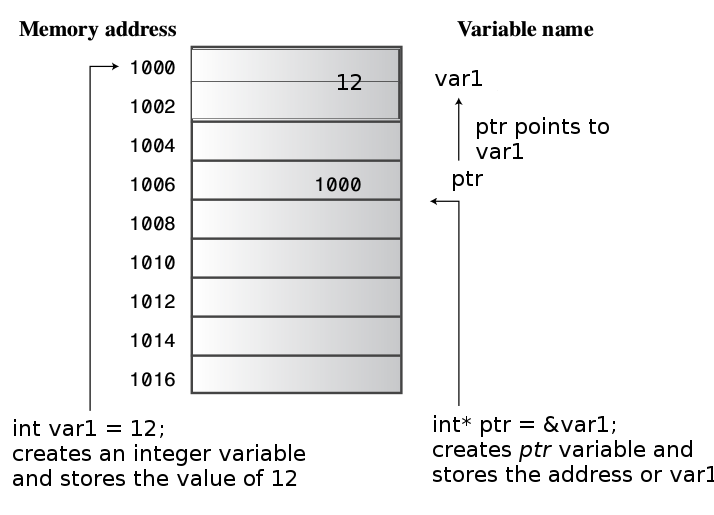 Memory address
Variable name
1000
12
var1
1002
ptr points to
var1
1004
1006
1000
ptr
1008
1010
1012
1014
1016
int var1 = 12;
creates an integer variable
and stores the value of 12
int* ptr = &var1;
creates ptr variable and
stores the address or var1